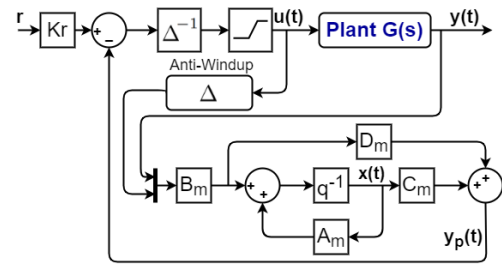 r
Kr
+
−
Δ⁻¹
u(t)
Plant G(s)
y(t)
Anti-Windup
Δ
Dₘ
Bₘ
+
+
q⁻¹
x(t)
Cₘ
+
+
Aₘ
yₚ(t)